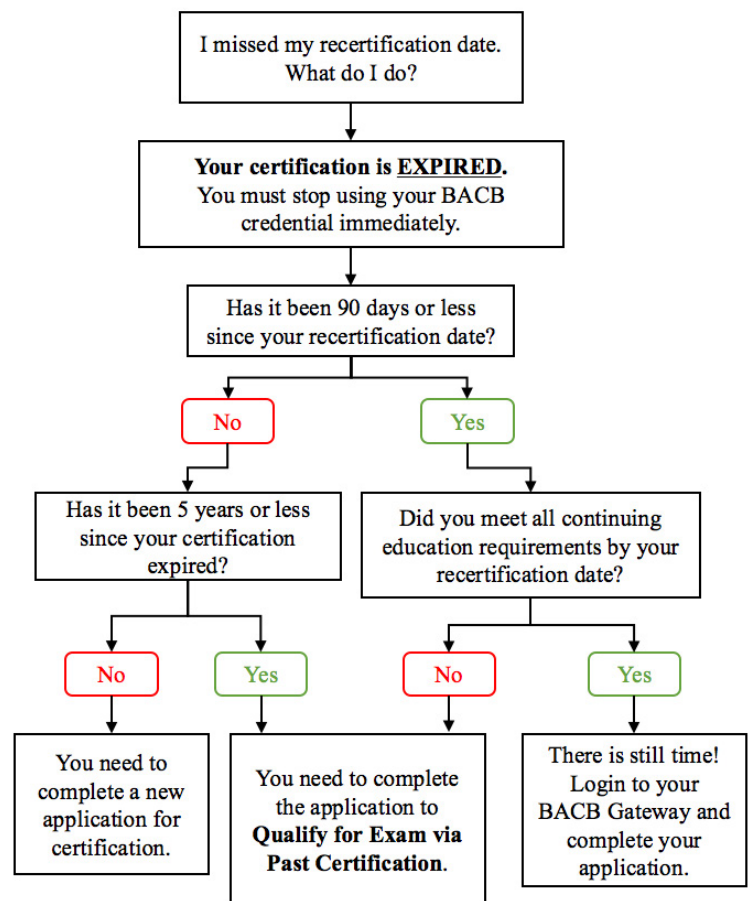 I missed my recertification date.
What do I do?
Your certification is EXPIRED.
You must stop using your BACB
credential immediately.
Has it been 90 days or less
since your recertification date?
No
Yes
Has it been 5 years or less
since your certification
expired?
Did you meet all continuing
education requirements by your
recertification date?
No
Yes
No
Yes
You need to
complete a new
application for
certification.
You need to complete
the application to
Qualify for Exam via
Past Certification.
There is still time!
Login to your
BACB Gateway and
complete your
application.